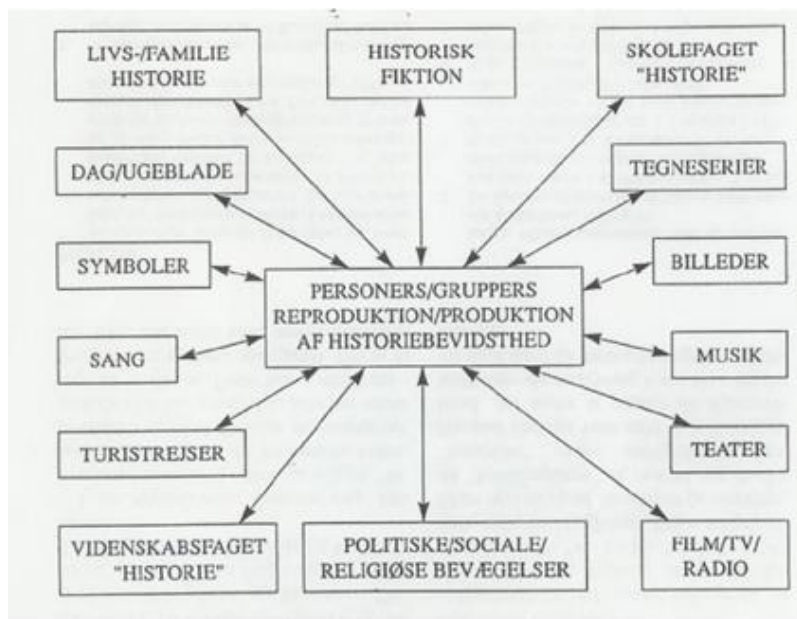 LIVS-/FAMILIE
HISTORIE
HISTORISK
FIKTION
SKOLEFAGET
"HISTORIE"
DAG/UGEBLADE
TEGNESERIER
SYMBOLER
BILLEDER
PERSONERS/GRUPPERS
REPRODUKTION/PRODUKTION
AF HISTORIEBEVIDSTHED
SANG
MUSIK
TURISTREJSER
TEATER
VIDENSKABSFAGET
"HISTORIE"
POLITISKE/SOCIALE/
RELIGIØSE BEVÆGELSER
FILM/TV/
RADIO